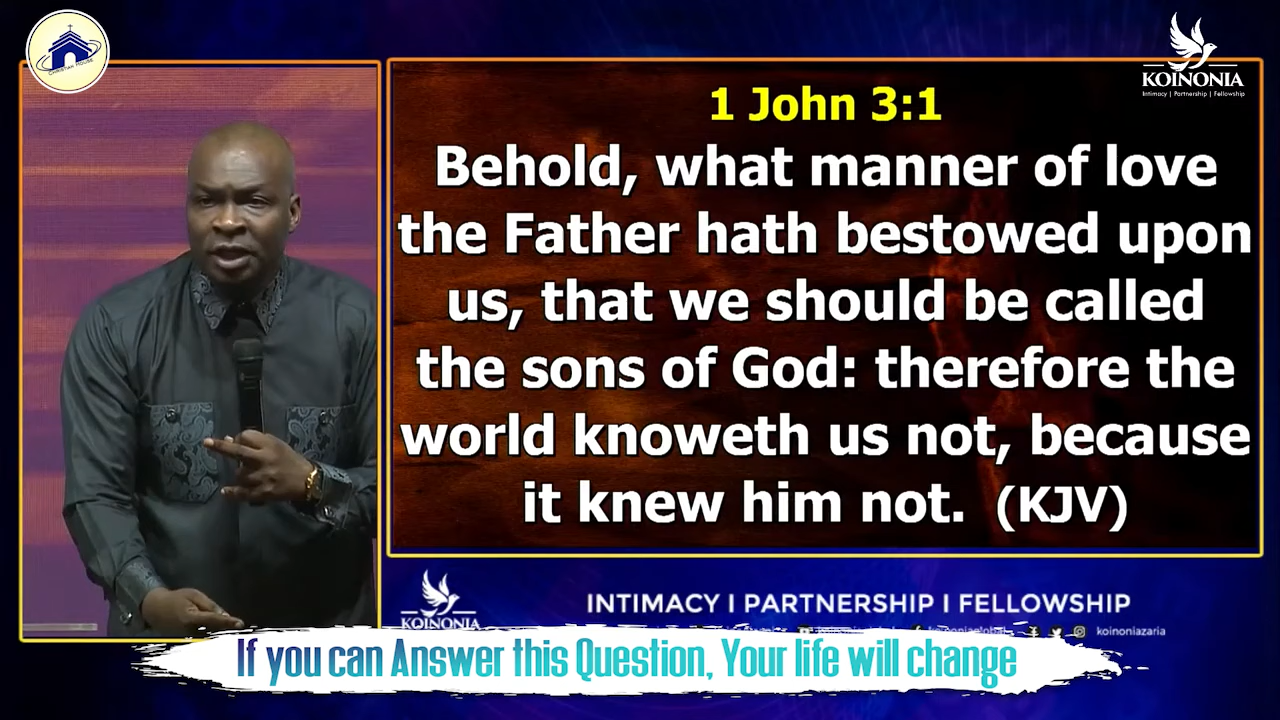 CHRISTIAN HOUSE
KOINONIA
Intimacy | Partnership | Fellowship
1 John 3:1
Behold, what manner of love
the Father hath bestowed upon
us, that we should be called
the sons of God: therefore the
world knoweth us not, because
it knew him not. (KJV)
KOINONIA
INTIMACY I PARTNERSHIP I FELLOWSHIP
koinoniazaria
If you can Answer this Question, Your life will change